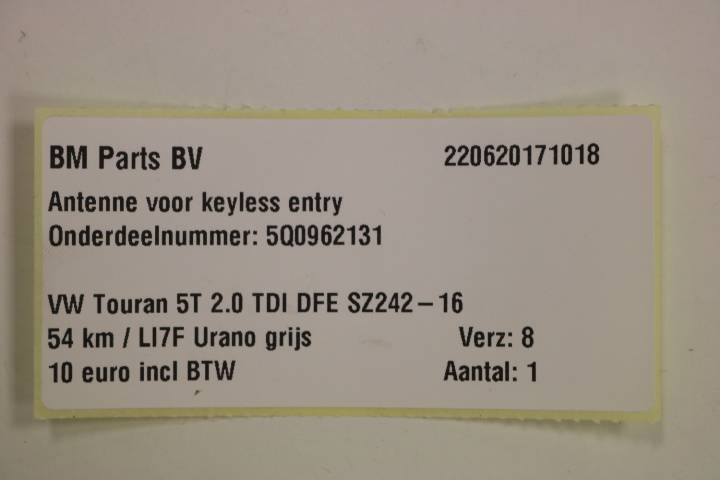 BM Parts BV 220620171018
Antenne voor keyless entry
Onderdeelnummer: 5Q0962131
VW Touran 5T 2.0 TDI DFE SZ242-16
54 km / LI7F Urano grijs Verz: 8
10 euro incl BTW Aantal: 1